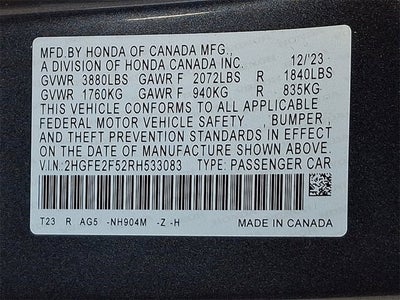 MFD.BY HONDA OF CANADA MFG.,
A DIVISION OF HONDA CANADA INC. 12/'23
GVWR 3880LBS GAWR F 2072LBS R 1840LBS
GVWR 1760KG GAWR F 940KG R 835KG
THIS VEHICLE CONFORMS TO ALL APPLICABLE
FEDERAL MOTOR VEHICLE SAFETY , BUMPER ,
AND THEFT PREVENTION STANDARDS IN EFFECT
ON THE DATE OF MANUFACTURE SHOWN ABOVE.
V.I.N: 2HGFE2F52RH533083 TYPE: PASSENGER CAR
T23 R AG5 -NH904M -Z -H MADE IN CANADA